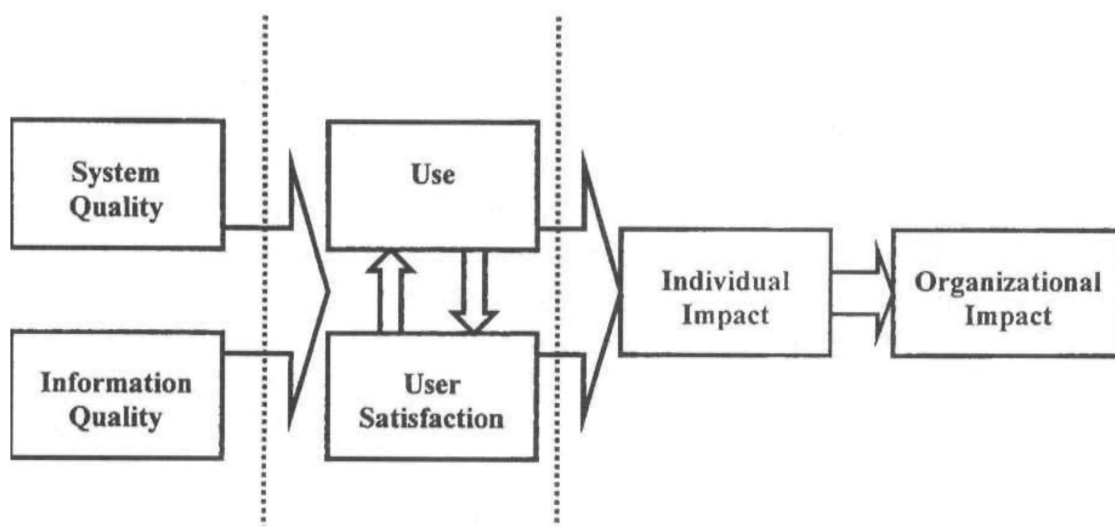 System
Quality
Use
Individual
Impact
Organizational
Impact
Information
Quality
User
Satisfaction